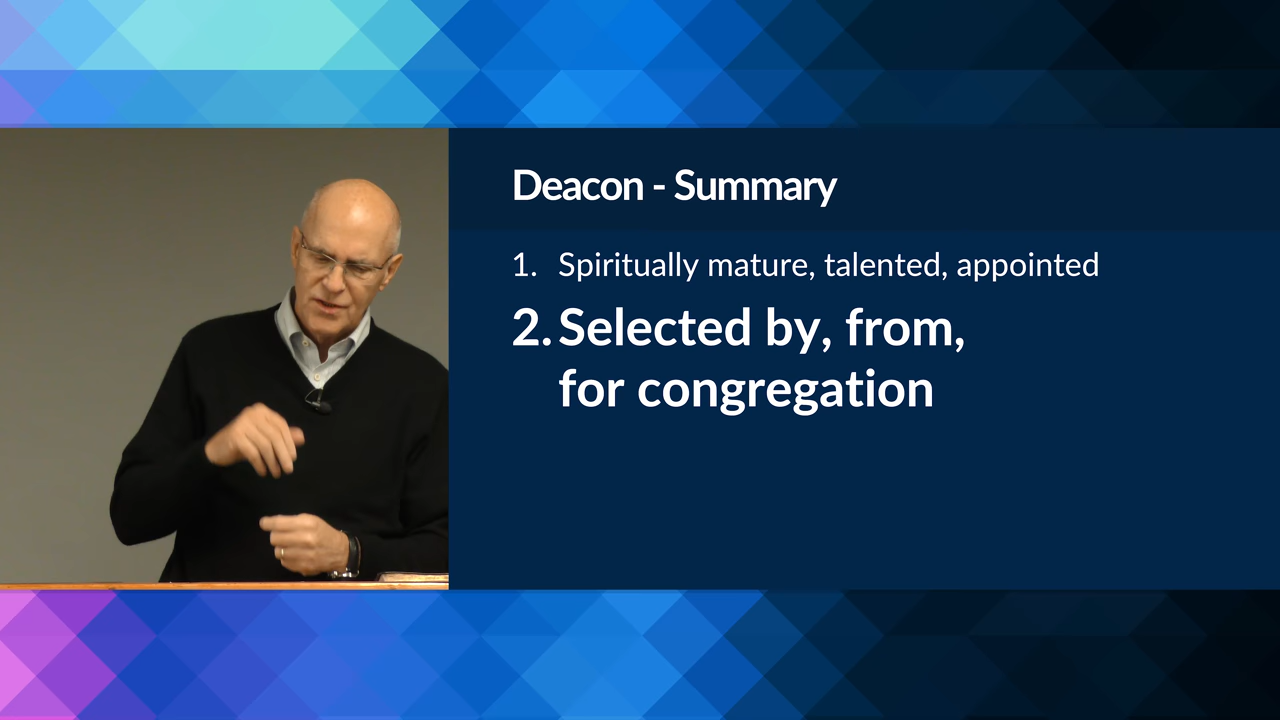 Deacon - Summary
1. Spiritually mature, talented, appointed
2. Selected by, from,
for congregation